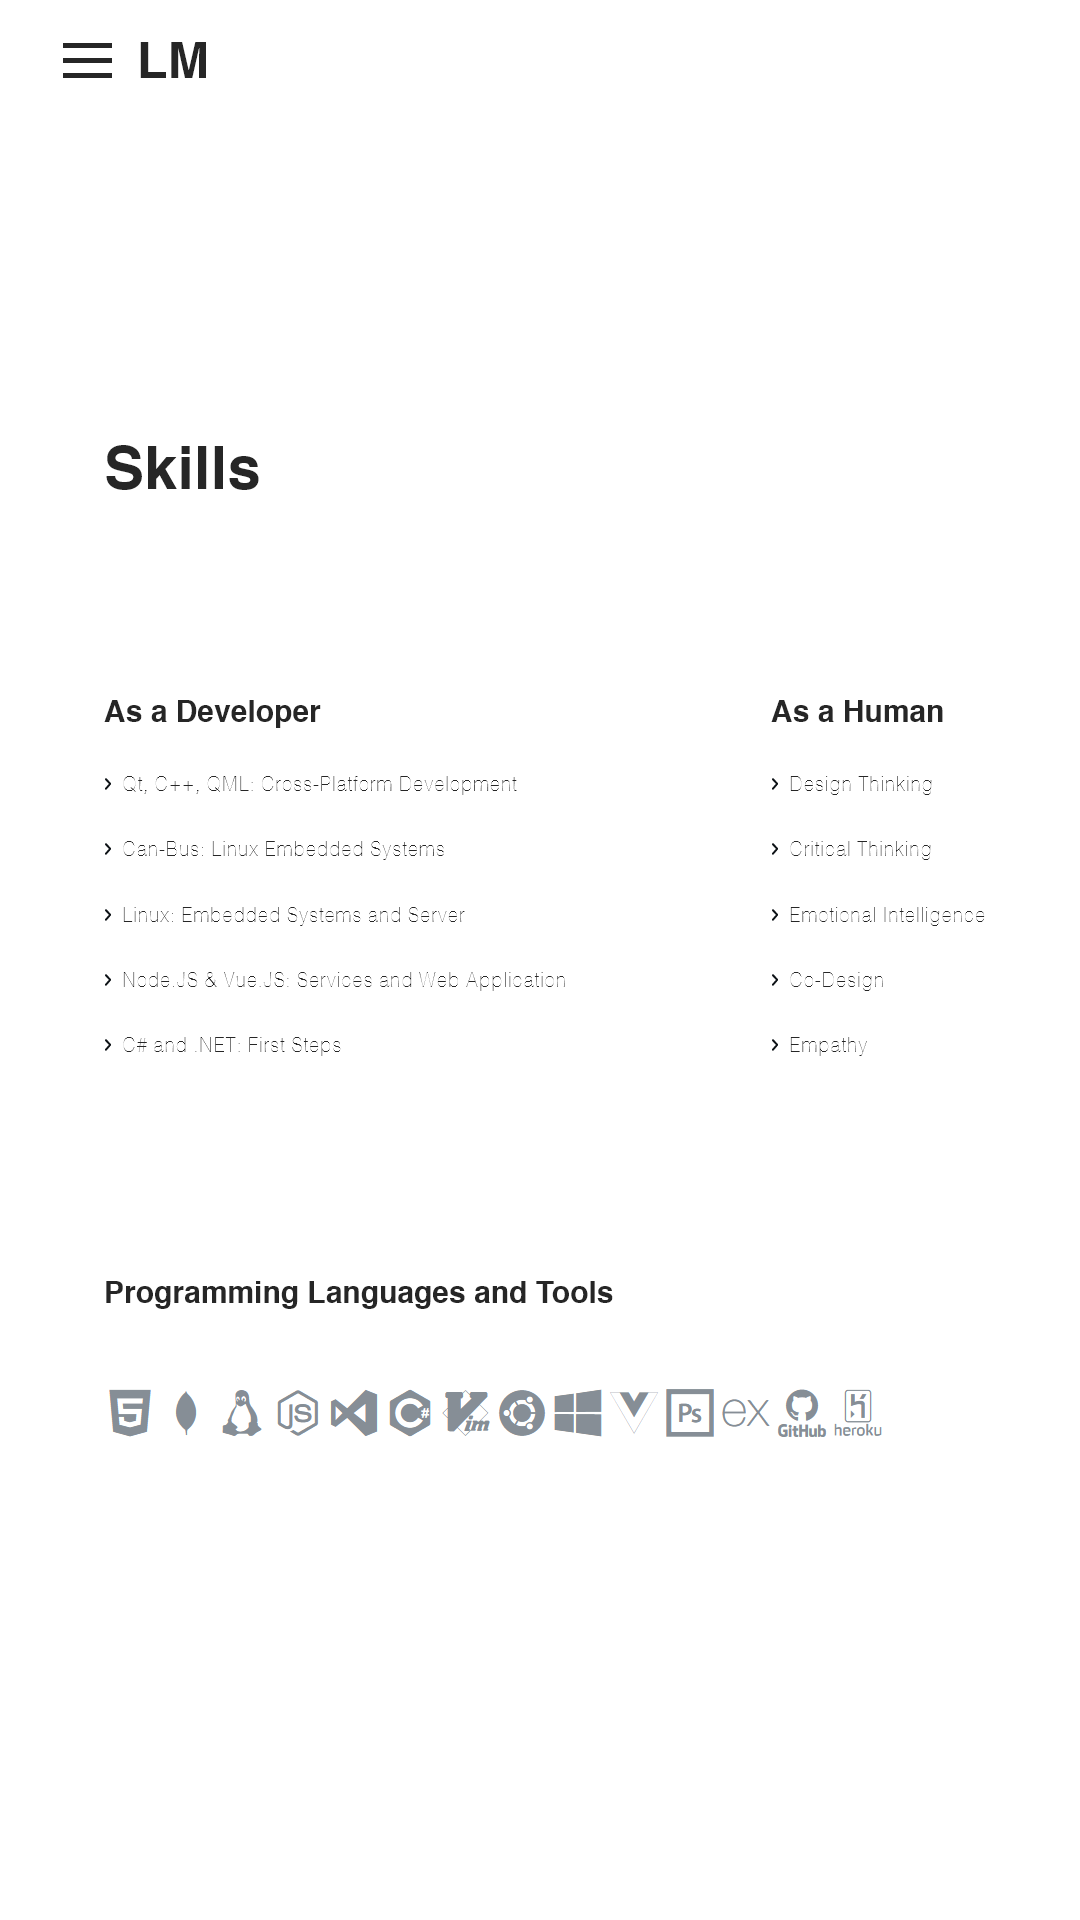 LM
Skills
As a Developer
Qt, C++, QML: Cross-Platform Development
Can-Bus: Linux Embedded Systems
Linux: Embedded Systems and Server
Node.JS & Vue.JS: Services and Web Application
C# and .NET: First Steps
As a Human
Design Thinking
Critical Thinking
Emotional Intelligence
Co-Design
Empathy
Programming Languages and Tools
5 JS C# Vim Ps ex GitHub heroku